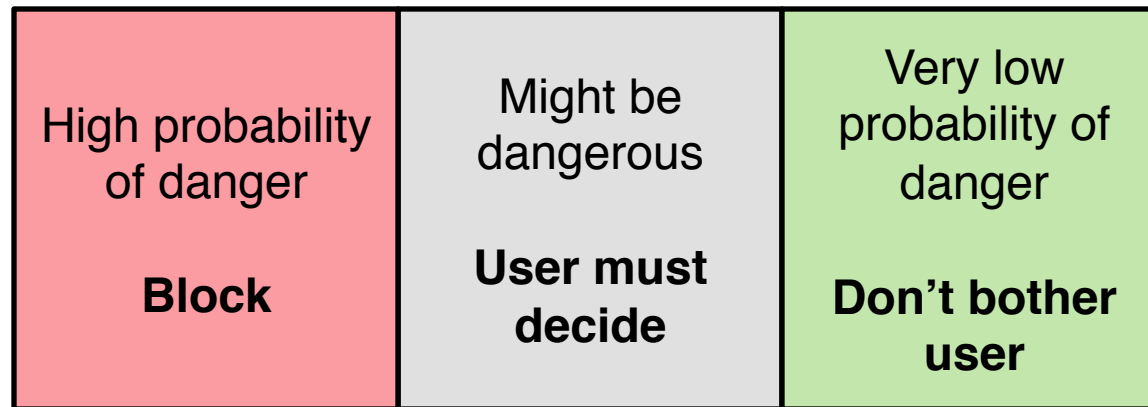 High probability
of danger
Block
Might be
dangerous
User must
decide
Very low
probability of
danger
Don’t bother
user